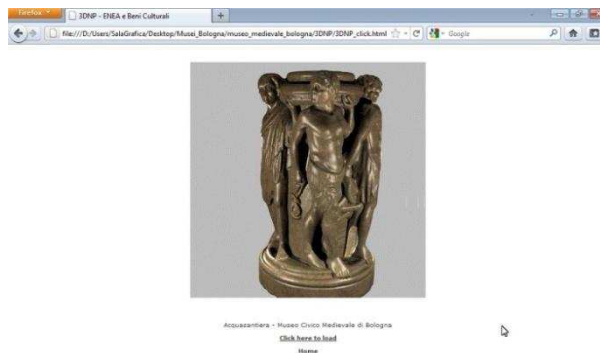 Firefox
3DNP - ENEA e Beni Culturali
file:///D:/Users/SalaGrafica/Desktop/Musei_Bologna/museo_medievale_bologna/3DNP/3DNP_click.html
Google
Acquasantiera - Museo Civico Medievale di Bologna
Click here to load
Home